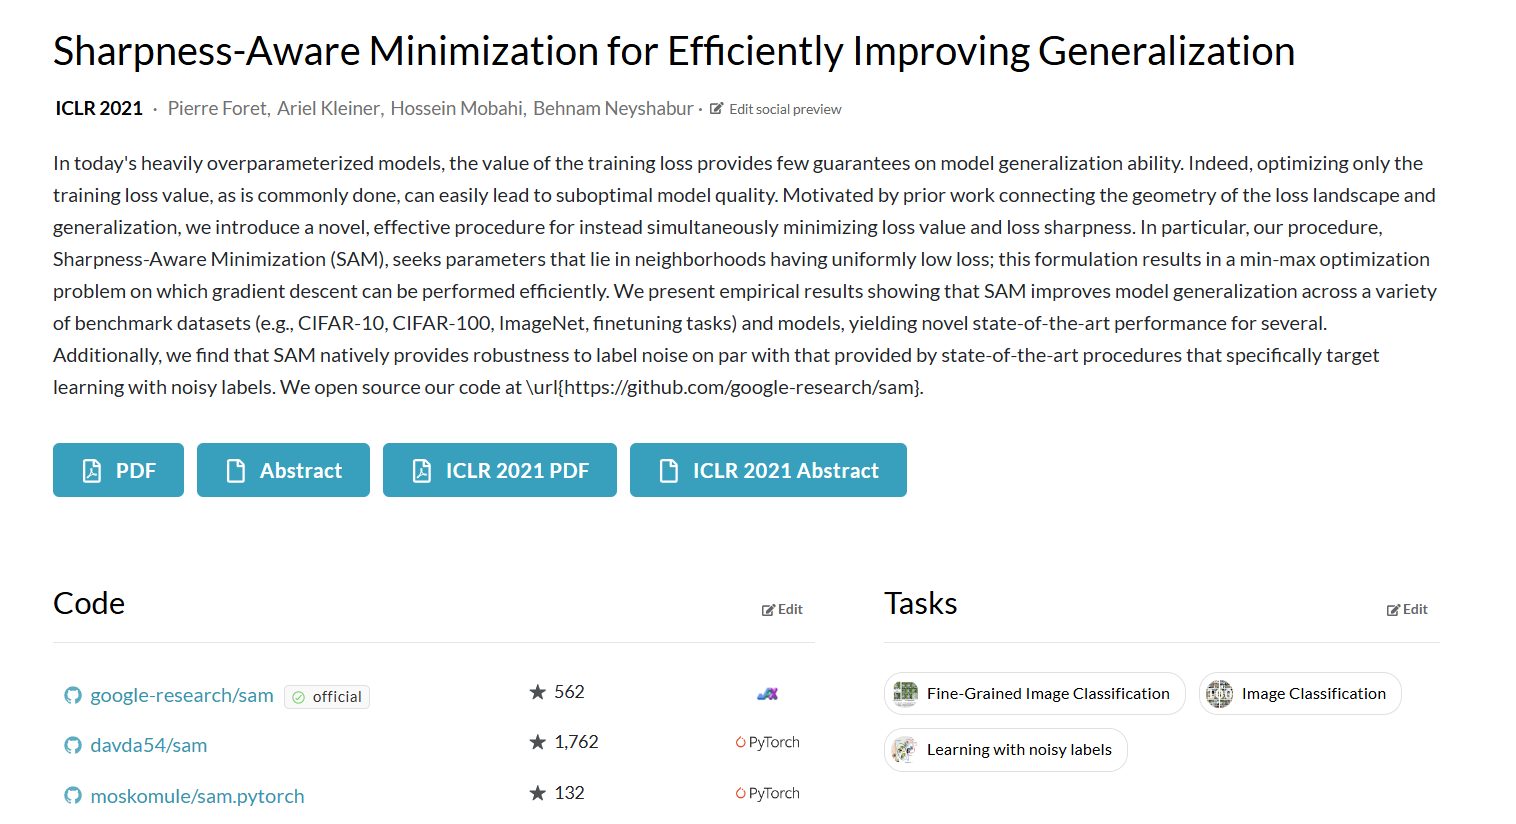 Sharpness-Aware Minimization for Efficiently Improving Generalization
ICLR 2021 · Pierre Foret, Ariel Kleiner, Hossein Mobahi, Behnam Neyshabur · Edit social preview
In today's heavily overparameterized models, the value of the training loss provides few guarantees on model generalization ability. Indeed, optimizing only the
training loss value, as is commonly done, can easily lead to suboptimal model quality. Motivated by prior work connecting the geometry of the loss landscape and
generalization, we introduce a novel, effective procedure for instead simultaneously minimizing loss value and loss sharpness. In particular, our procedure,
Sharpness-Aware Minimization (SAM), seeks parameters that lie in neighborhoods having uniformly low loss; this formulation results in a min-max optimization
problem on which gradient descent can be performed efficiently. We present empirical results showing that SAM improves model generalization across a variety
of benchmark datasets (e.g., CIFAR-10, CIFAR-100, ImageNet, finetuning tasks) and models, yielding novel state-of-the-art performance for several.
Additionally, we find that SAM natively provides robustness to label noise on par with that provided by state-of-the-art procedures that specifically target
learning with noisy labels. We open source our code at \url{https://github.com/google-research/sam}.
PDF Abstract ICLR 2021 PDF ICLR 2021 Abstract
Code Edit
google-research/sam official 562
davda54/sam 1,762 PyTorch
moskomule/sam.pytorch 132 PyTorch
Tasks Edit
Fine-Grained Image Classification Image Classification
Learning with noisy labels